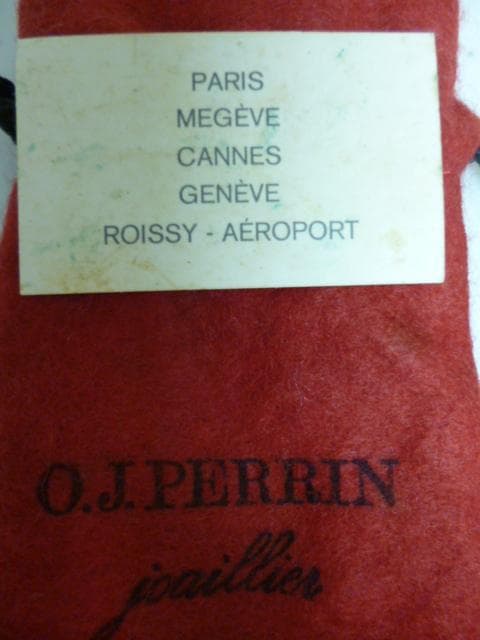 PARIS
MEGÈVE
CANNES
GENÈVE
ROISSY - AÉROPORT
O.J. PERRIN
joaillier